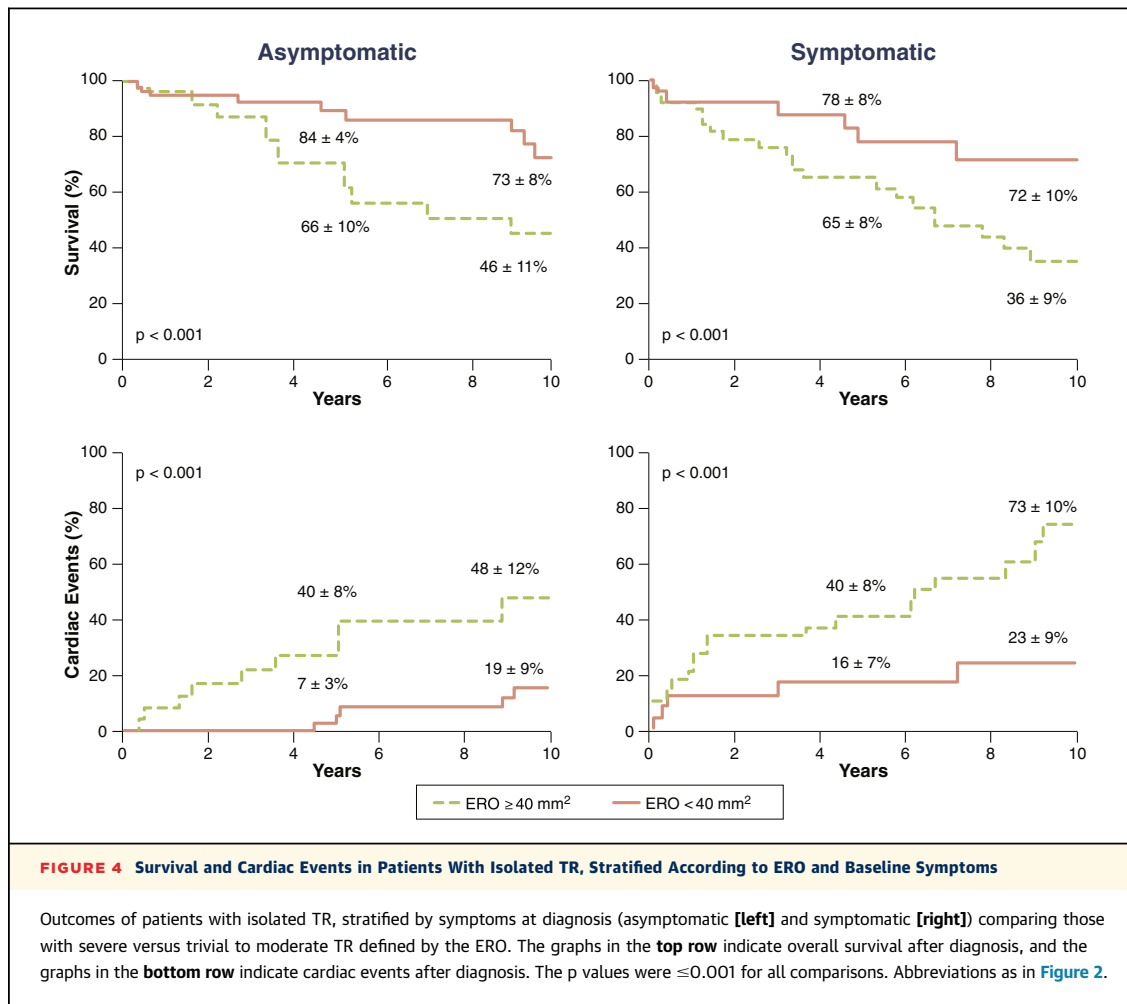 Asymptomatic
Survival (%)
100
80
60
40
20
0
84 ± 4%
73 ± 8%
66 ± 10%
46 ± 11%
p < 0.001
0 2 4 6 8 10
Years
Symptomatic
100
80
60
40
20
0
78 ± 8%
72 ± 10%
65 ± 8%
36 ± 9%
p < 0.001
0 2 4 6 8 10
Years
Cardiac Events (%)
100
80
60
40
20
0
p < 0.001
48 ± 12%
40 ± 8%
19 ± 9%
7 ± 3%
0 2 4 6 8 10
Years
100
80
60
40
20
0
p < 0.001
73 ± 10%
40 ± 8%
23 ± 9%
16 ± 7%
0 2 4 6 8 10
Years
ERO ≥ 40 mm² ERO < 40 mm²
FIGURE 4 Survival and Cardiac Events in Patients With Isolated TR, Stratified According to ERO and Baseline Symptoms
Outcomes of patients with isolated TR, stratified by symptoms at diagnosis (asymptomatic [left] and symptomatic [right]) comparing those
with severe versus trivial to moderate TR defined by the ERO. The graphs in the top row indicate overall survival after diagnosis, and the
graphs in the bottom row indicate cardiac events after diagnosis. The p values were ≤0.001 for all comparisons. Abbreviations as in Figure 2.